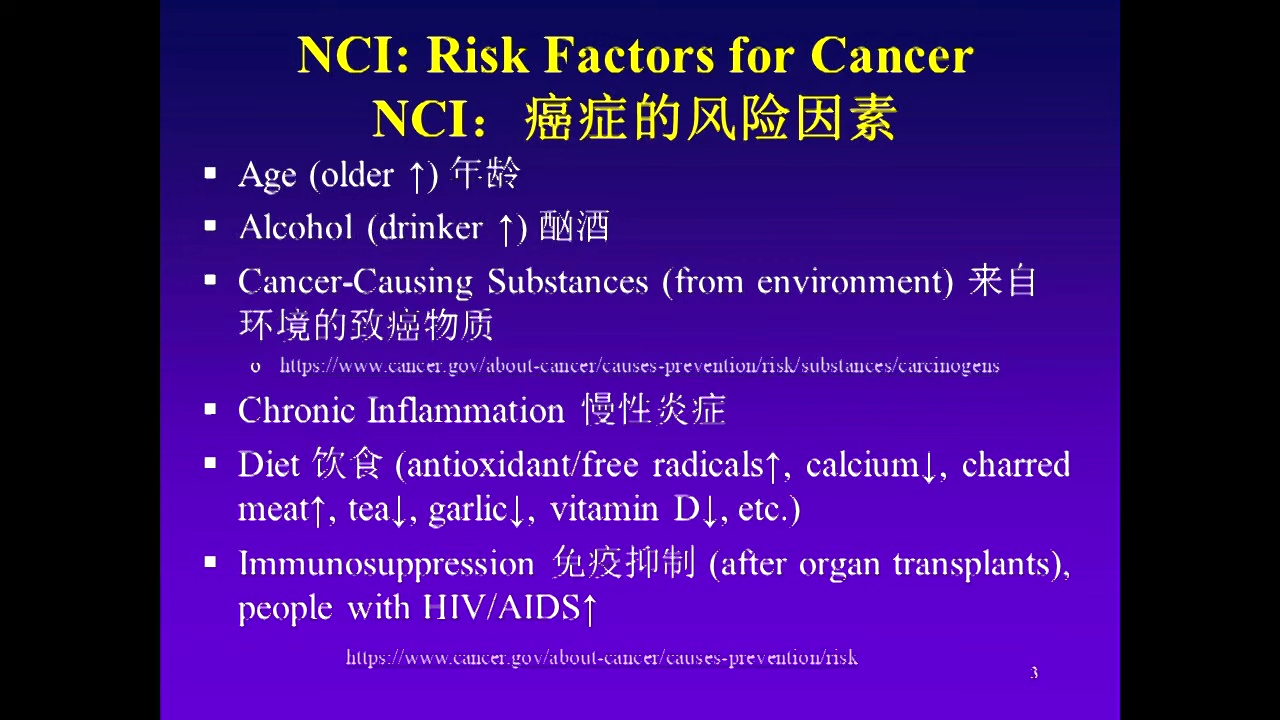 NCI: Risk Factors for Cancer
NCI：癌症的风险因素
▪ Age (older ↑) 年龄
▪ Alcohol (drinker ↑) 酗酒
▪ Cancer-Causing Substances (from environment) 来自
环境的致癌物质
o https://www.cancer.gov/about-cancer/causes-prevention/risk/substances/carcinogens
▪ Chronic Inflammation 慢性炎症
▪ Diet 饮食 (antioxidant/free radicals↑, calcium↓, charred
meat↑, tea↓, garlic↓, vitamin D↓, etc.)
▪ Immunosuppression 免疫抑制 (after organ transplants),
people with HIV/AIDS↑
https://www.cancer.gov/about-cancer/causes-prevention/risk
3